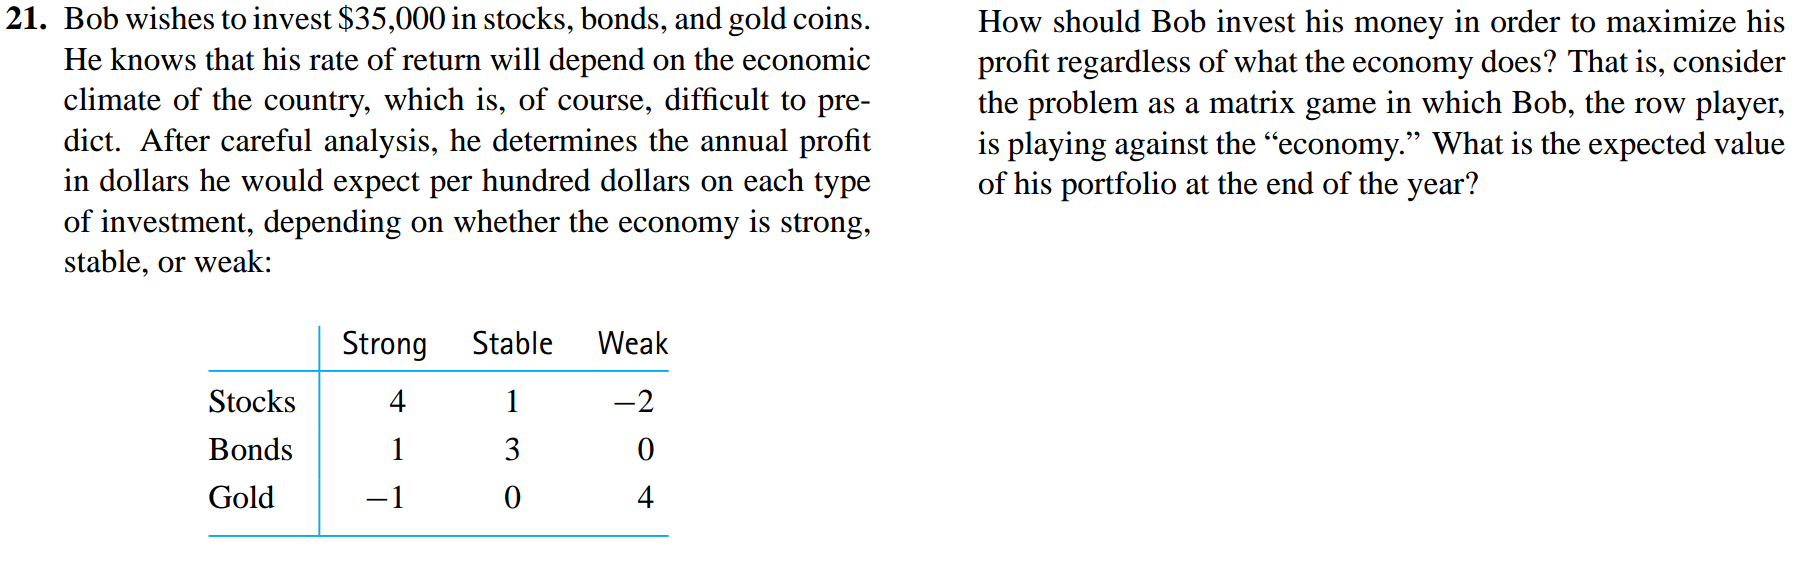 21. Bob wishes to invest $35,000 in stocks, bonds, and gold coins.
He knows that his rate of return will depend on the economic
climate of the country, which is, of course, difficult to pre-
dict. After careful analysis, he determines the annual profit
in dollars he would expect per hundred dollars on each type
of investment, depending on whether the economy is strong,
stable, or weak:
Strong Stable Weak
Stocks 4 1 −2
Bonds 1 3 0
Gold −1 0 4
How should Bob invest his money in order to maximize his
profit regardless of what the economy does? That is, consider
the problem as a matrix game in which Bob, the row player,
is playing against the “economy.” What is the expected value
of his portfolio at the end of the year?